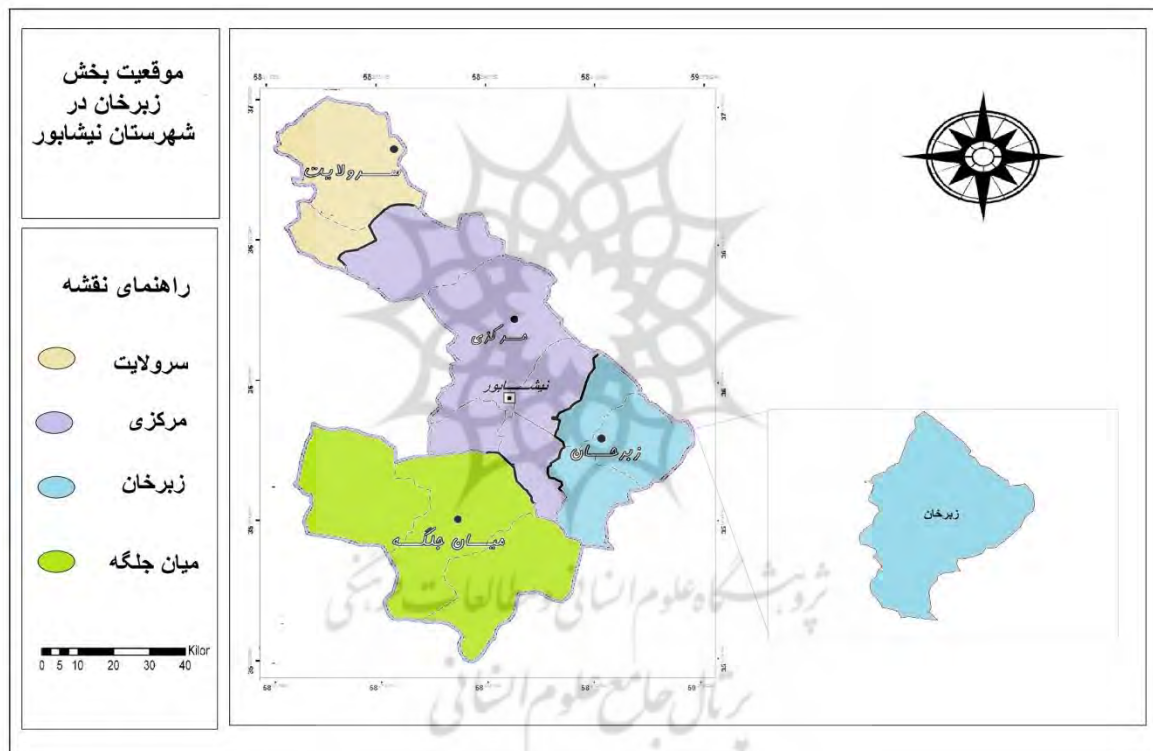 موقعیت بخش
زبرخان در
شهرستان نیشابور
راهنمای نقشه
سرولایت
مرکزی
زبرخان
میان جلگه
0 5 10 20 30 40 Kilor
سرولایت
مرکزی
نیشابور
زبرخان
میان جلگه
زبرخان
پژوهشگاه علوم انسانی و مطالعات فرهنگی
پرتال جامع علوم انسانی